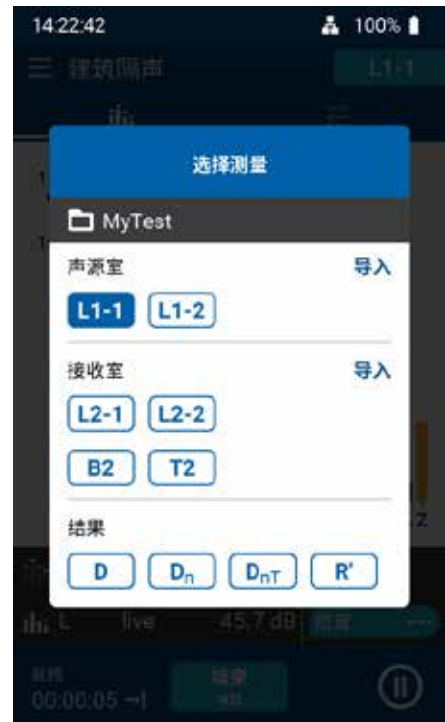 14:22:42 100%
建筑隔声 L1-1
选择测量
MyTest
声源室 导入
L1-1 L1-2
接收室 导入
L2-1 L2-2
B2 T2
结果
D Dn DnT R'
L live 45.7 dB
00:00:05